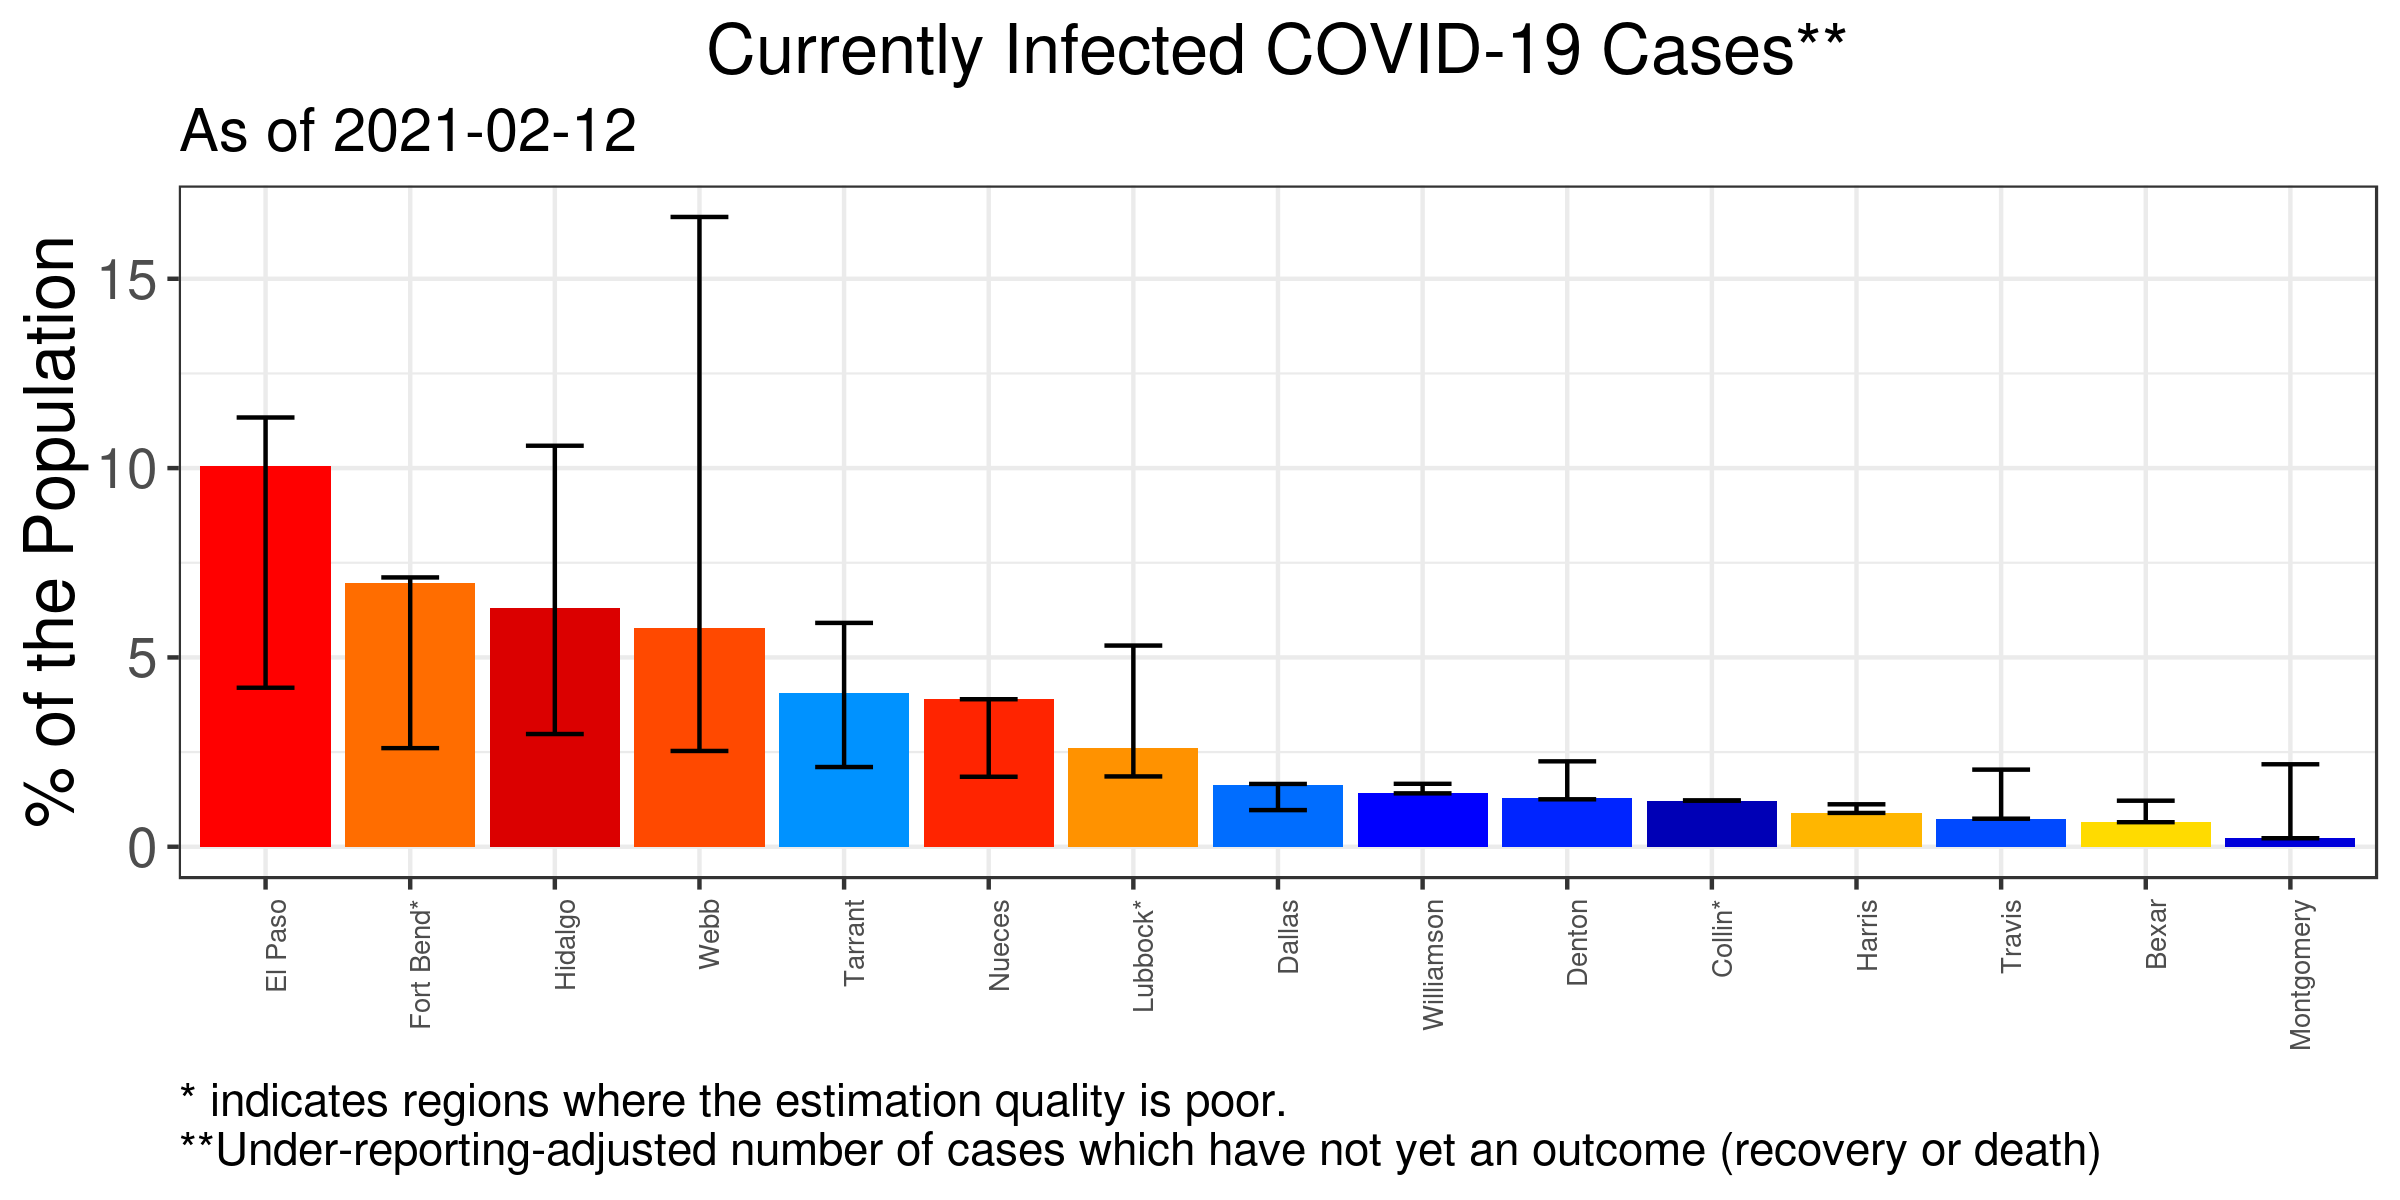 Currently Infected COVID-19 Cases**
As of 2021-02-12
% of the Population
15
10
5
0
El Paso
Fort Bend*
Hidalgo
Webb
Tarrant
Nueces
Lubbock*
Dallas
Williamson
Denton
Collin*
Harris
Travis
Bexar
Montgomery
* indicates regions where the estimation quality is poor.
**Under-reporting-adjusted number of cases which have not yet an outcome (recovery or death)